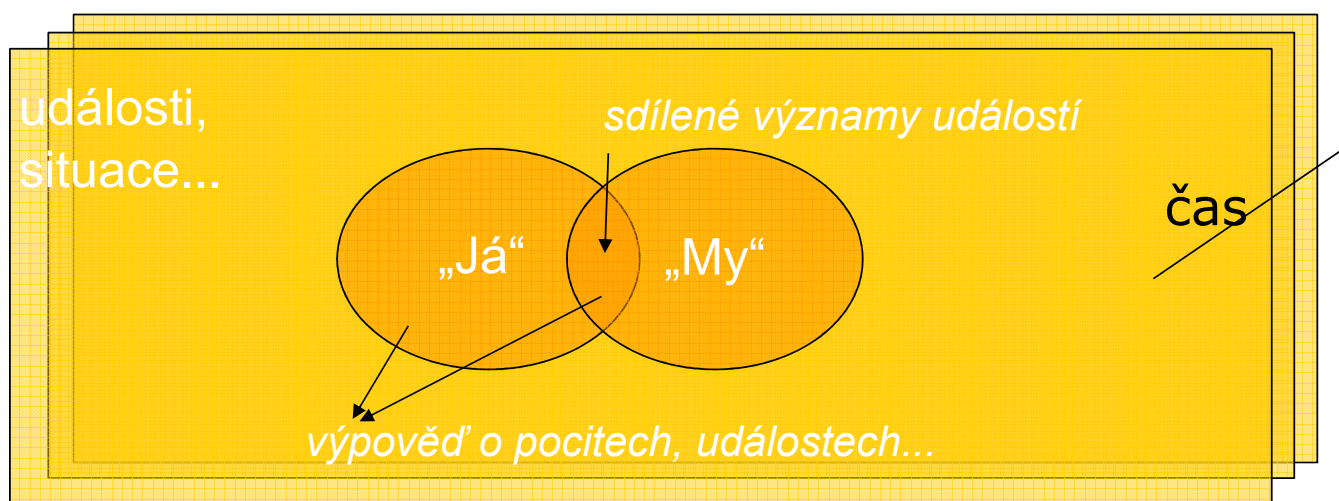 události,
situace...
sdílené významy událostí
čas
„Já“
„My“
výpověď o pocitech, událostech...